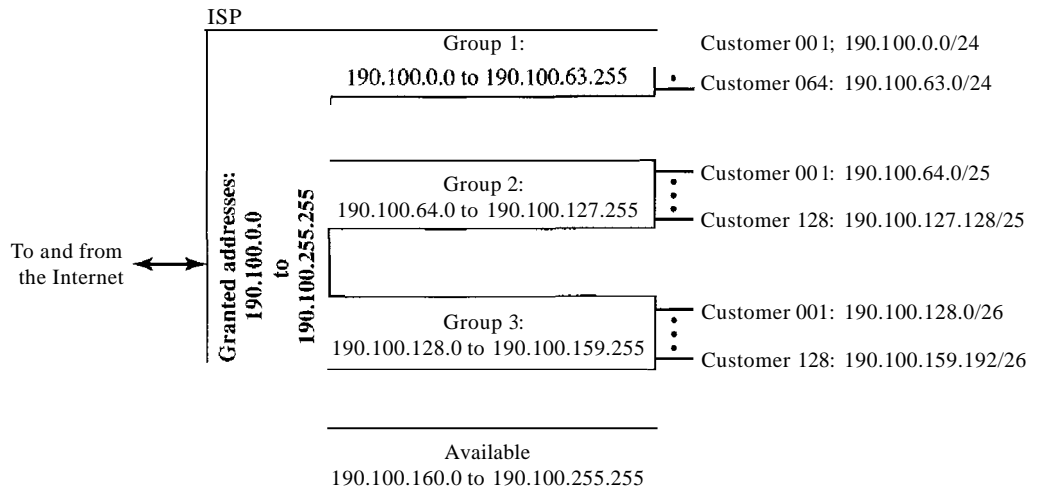 ISP
Group 1:
190.100.0.0 to 190.100.63.255
Customer 001; 190.100.0.0/24
Customer 064: 190.100.63.0/24
Group 2:
190.100.64.0 to 190.100.127.255
Customer 001: 190.100.64.0/25
Customer 128: 190.100.127.128/25
To and from
the Internet
Granted addresses:
190.100.0.0
to
190.100.255.255
Group 3:
190.100.128.0 to 190.100.159.255
Customer 001: 190.100.128.0/26
Customer 128: 190.100.159.192/26
Available
190.100.160.0 to 190.100.255.255